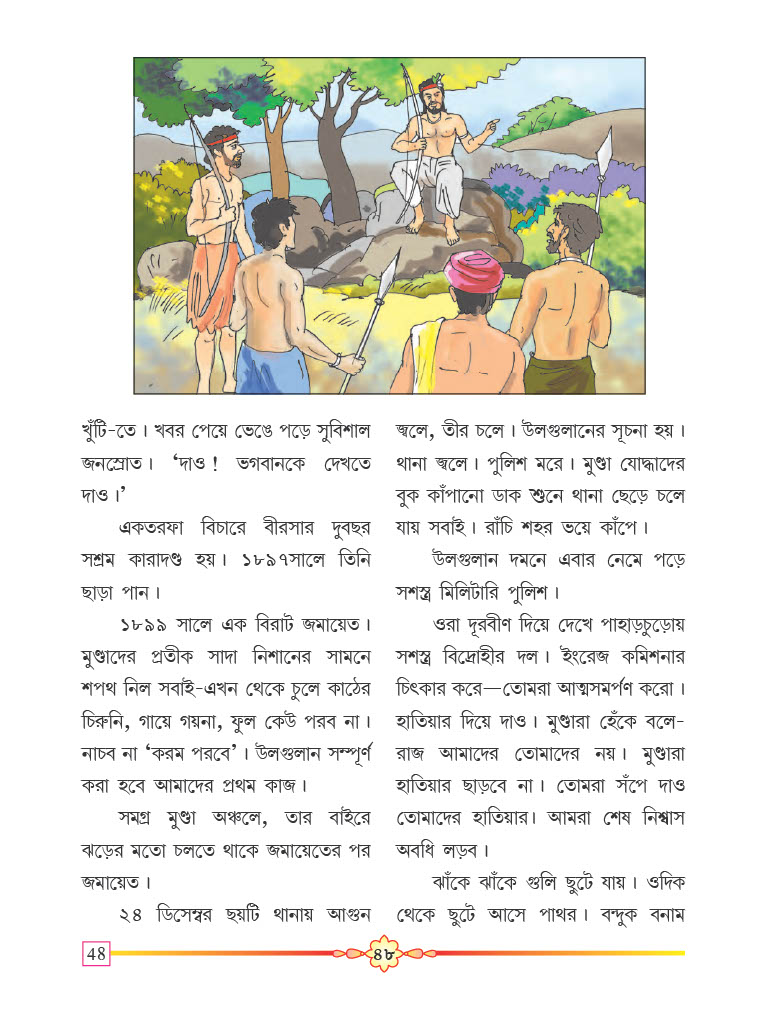 খুঁটি-তে। খবর পেয়ে ভেঙে পড়ে সুবিশাল
জনস্রোত। ‘দাও! ভগবানকে দেখতে
দাও।’
একতরফা বিচারে বীরসার দুবছর
সশ্রম কারাদণ্ড হয়। ১৮৯৭সালে তিনি
ছাড়া পান।
১৮৯৯ সালে এক বিরাট জমায়েত।
মুণ্ডাদের প্রতীক সাদা নিশানের সামনে
শপথ নিল সবাই-এখন থেকে চুলে কাঠের
চিরুনি, গায়ে গয়না, ফুল কেউ পরব না।
নাচব না ‘করম পরবে’। উলগুলান সম্পূর্ণ
করা হবে আমাদের প্রথম কাজ।
সমগ্র মুণ্ডা অঞ্চলে, তার বাইরে
ঝড়ের মতো চলতে থাকে জমায়েতের পর
জমায়েত।
২৪ ডিসেম্বর ছয়টি থানায় আগুন
জ্বলে, তীর চলে। উলগুলানের সূচনা হয়।
থানা জ্বলে। পুলিশ মরে। মুণ্ডা যোদ্ধাদের
বুক কাঁপানো ডাক শুনে থানা ছেড়ে চলে
যায় সবাই। রাঁচি শহর ভয়ে কাঁপে।
উলগুলান দমনে এবার নেমে পড়ে
সশস্ত্র মিলিটারি পুলিশ।
ওরা দূরবীণ দিয়ে দেখে পাহাড়চুড়োয়
সশস্ত্র বিদ্রোহীর দল। ইংরেজ কমিশনার
চিৎকার করে—তোমরা আত্মসমর্পণ করো।
হাতিয়ার দিয়ে দাও। মুণ্ডারা হেঁকে বলে-
রাজ আমাদের তোমাদের নয়। মুণ্ডারা
হাতিয়ার ছাড়বে না। তোমরা সঁপে দাও
তোমাদের হাতিয়ার। আমরা শেষ নিশ্বাস
অবধি লড়ব।
ঝাঁকে ঝাঁকে গুলি ছুটে যায়। ওদিক
থেকে ছুটে আসে পাথর। বন্দুক বনাম
48
৪৮